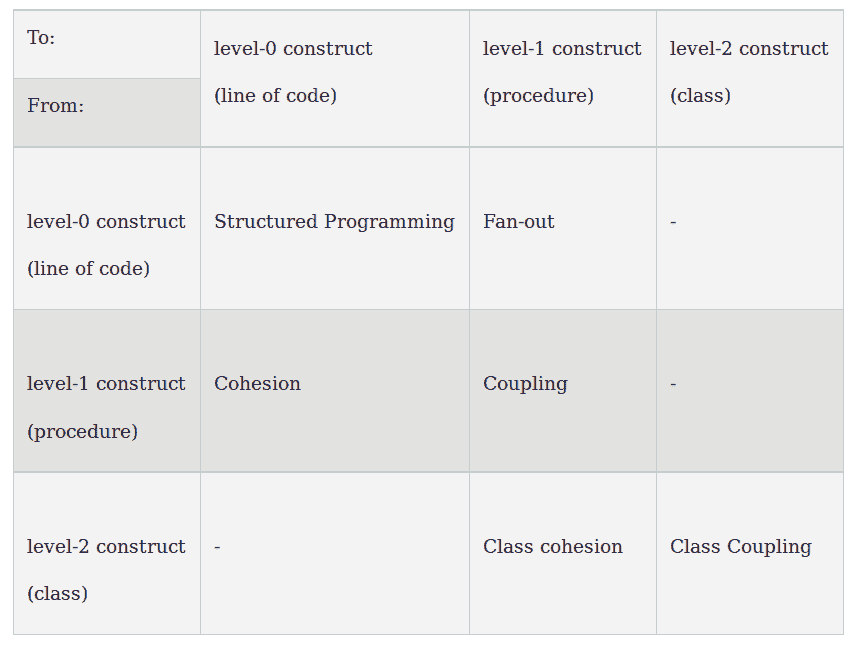 To:
From:
level-0 construct
(line of code)
level-1 construct
(procedure)
level-2 construct
(class)
level-0 construct
(line of code)
Structured Programming
Fan-out
-
level-1 construct
(procedure)
Cohesion
Coupling
-
level-2 construct
(class)
-
Class cohesion
Class Coupling